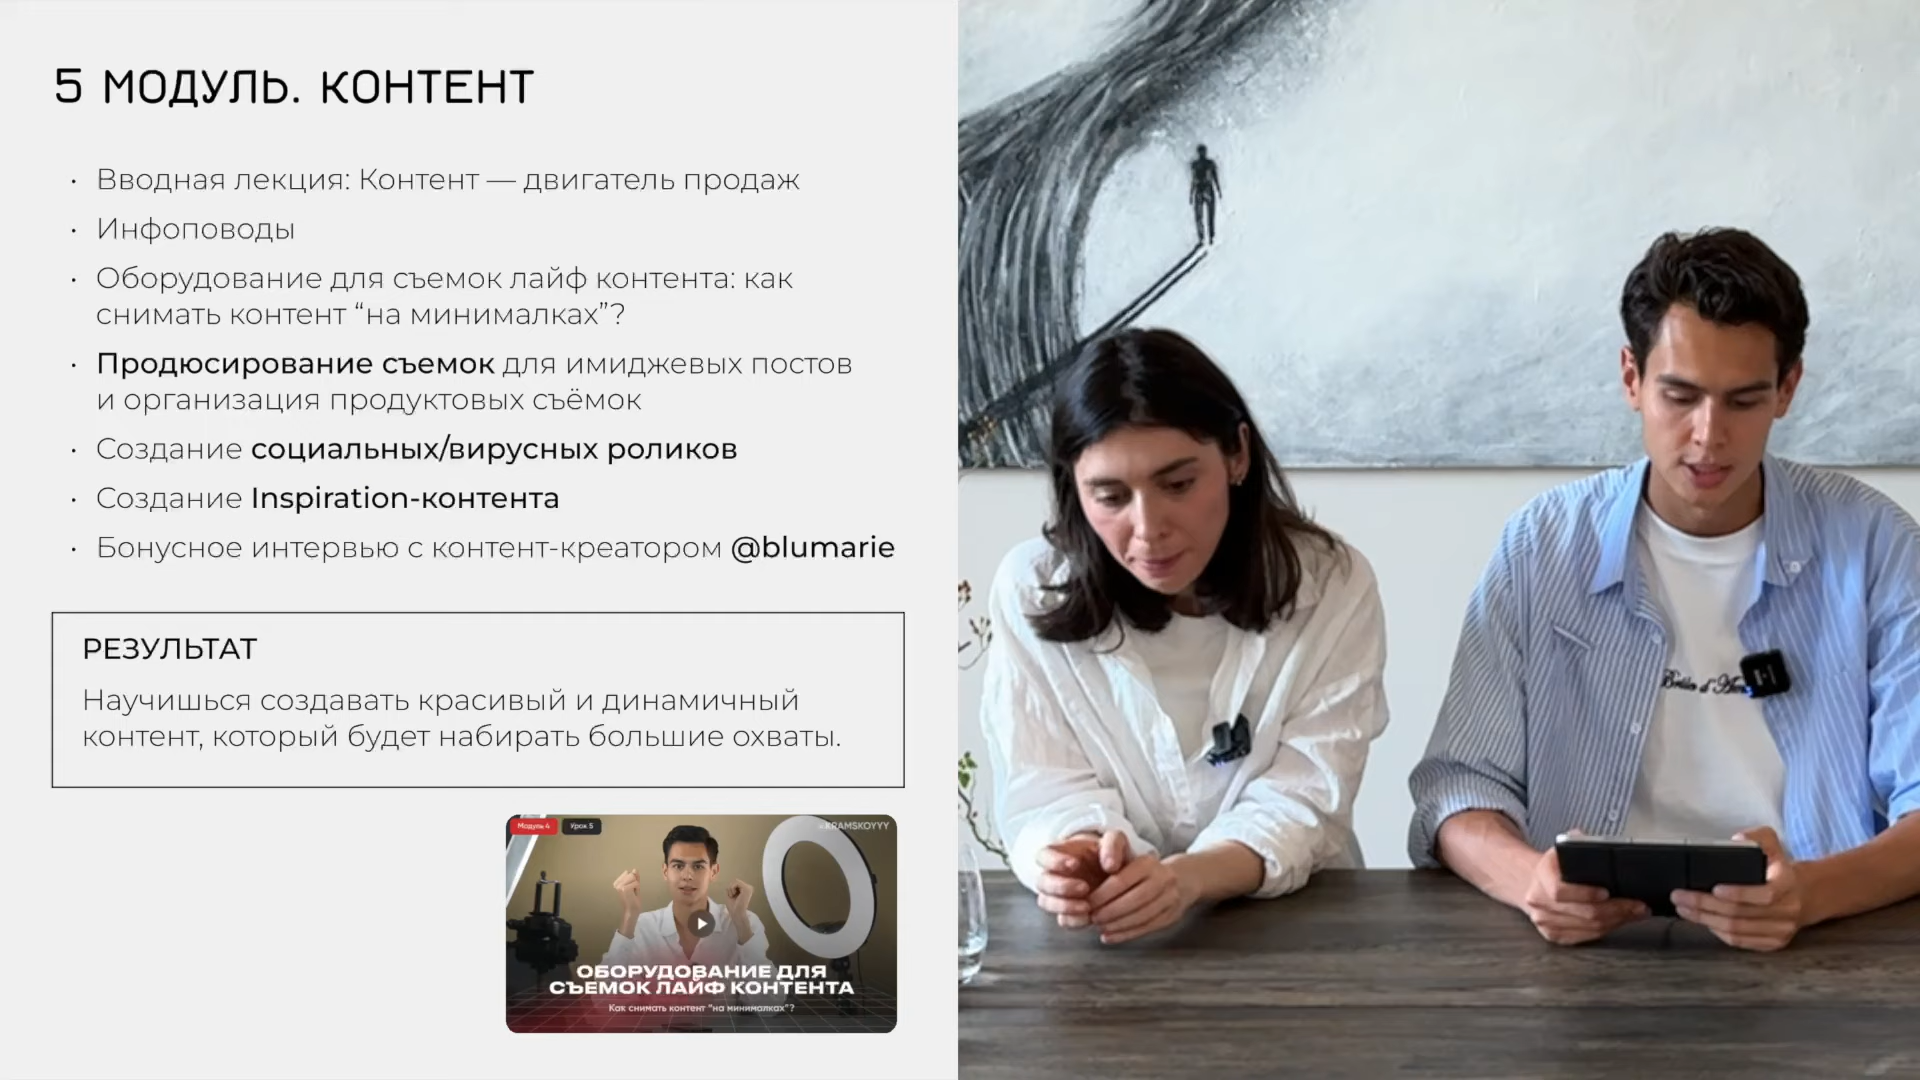 5 МОДУЛЬ. КОНТЕНТ
· Вводная лекция: Контент — двигатель продаж
· Инфоповоды
· Оборудование для съемок лайф контента: как
снимать контент “на минималках”?
· Продюсирование съемок для имиджевых постов
и организация продуктовых съёмок
· Создание социальных/вирусных роликов
· Создание Inspiration-контента
· Бонусное интервью с контент-креатором @blumarie
РЕЗУЛЬТАТ
Научишься создавать красивый и динамичный
контент, который будет набирать большие охваты.
Модуль 4 Урок 5
KRAMSKOYYY
ОБОРУДОВАНИЕ ДЛЯ
СЪЕМОК ЛАЙФ КОНТЕНТА
Как снимать контент "на минималках"?